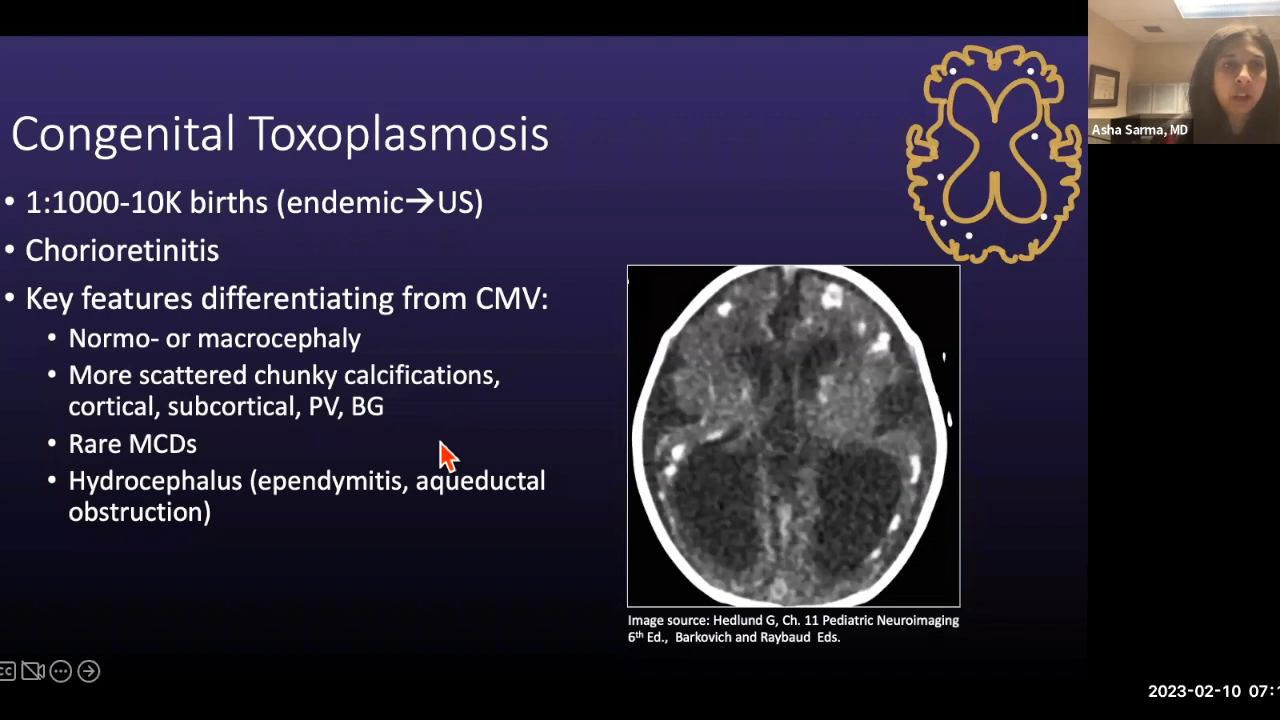 Asha Sarma, MD
Congenital Toxoplasmosis
• 1:1000-10K births (endemic→US)
• Chorioretinitis
• Key features differentiating from CMV:
• Normo- or macrocephaly
• More scattered chunky calcifications,
cortical, subcortical, PV, BG
• Rare MCDs
• Hydrocephalus (ependymitis, aqueductal
obstruction)
Image source: Hedlund G, Ch. 11 Pediatric Neuroimaging
6th Ed., Barkovich and Raybaud Eds.
2023-02-10